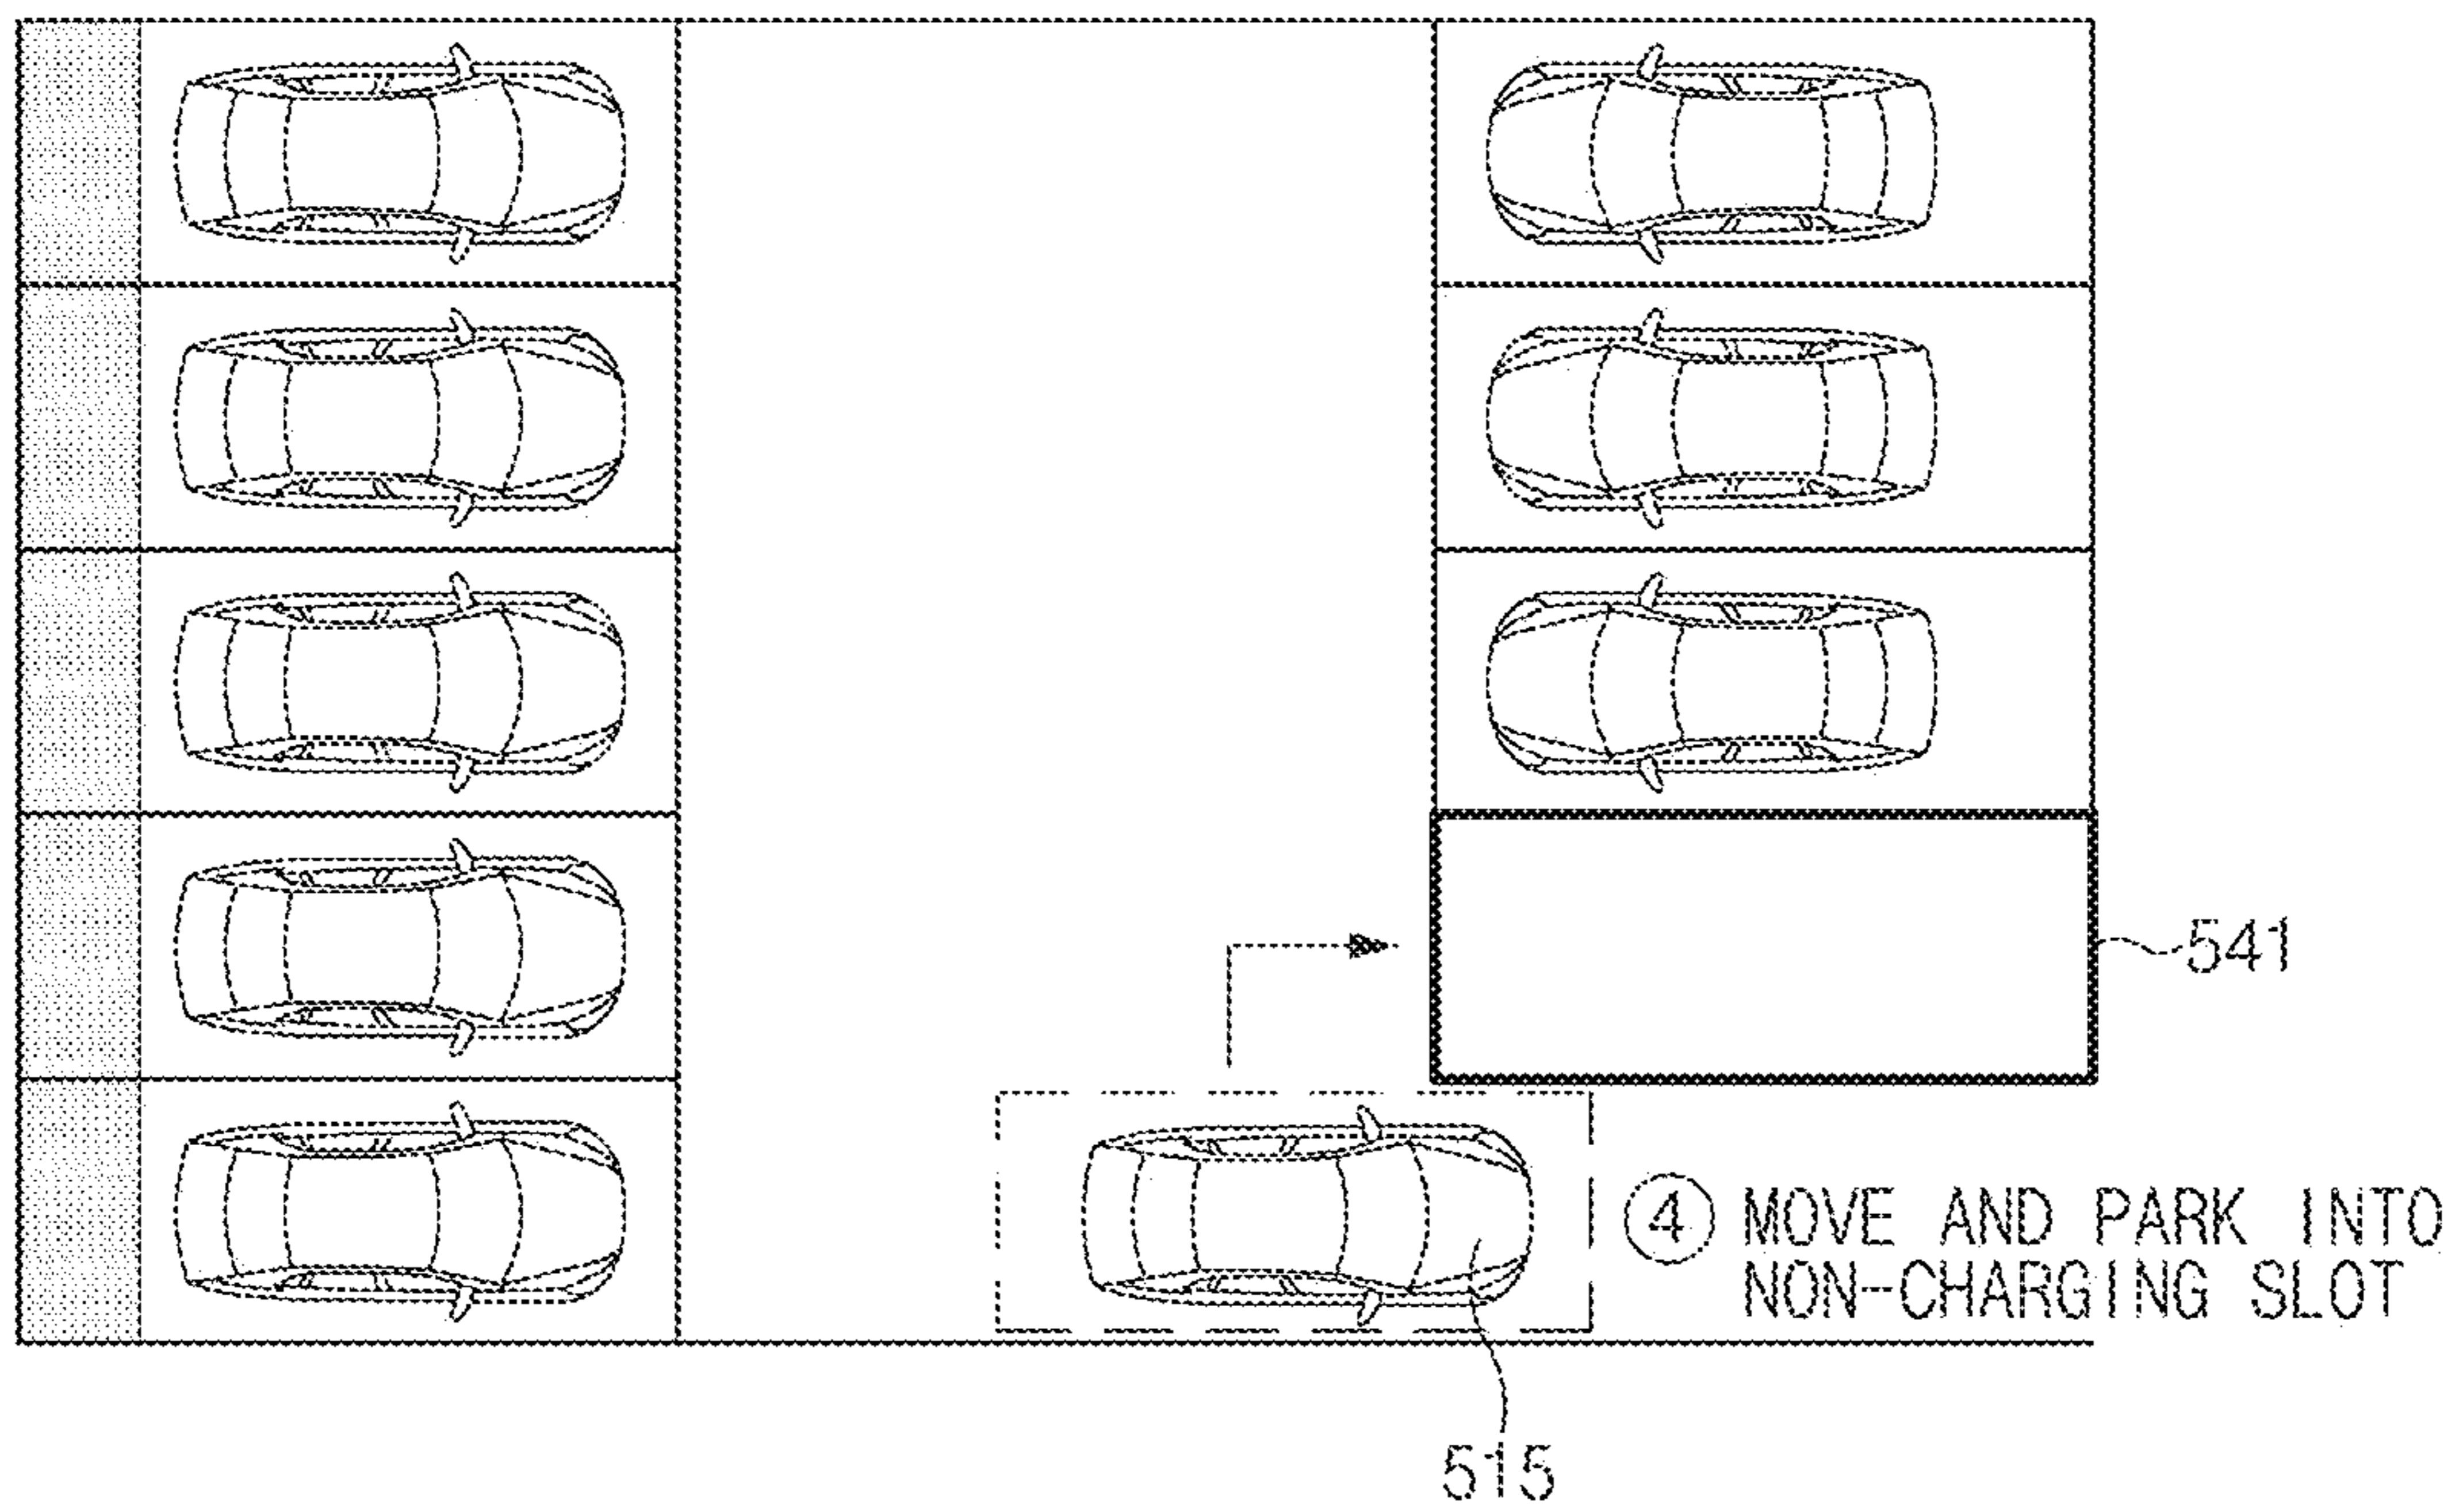 541
④ MOVE AND PARK INTO
NON-CHARGING SLOT
515